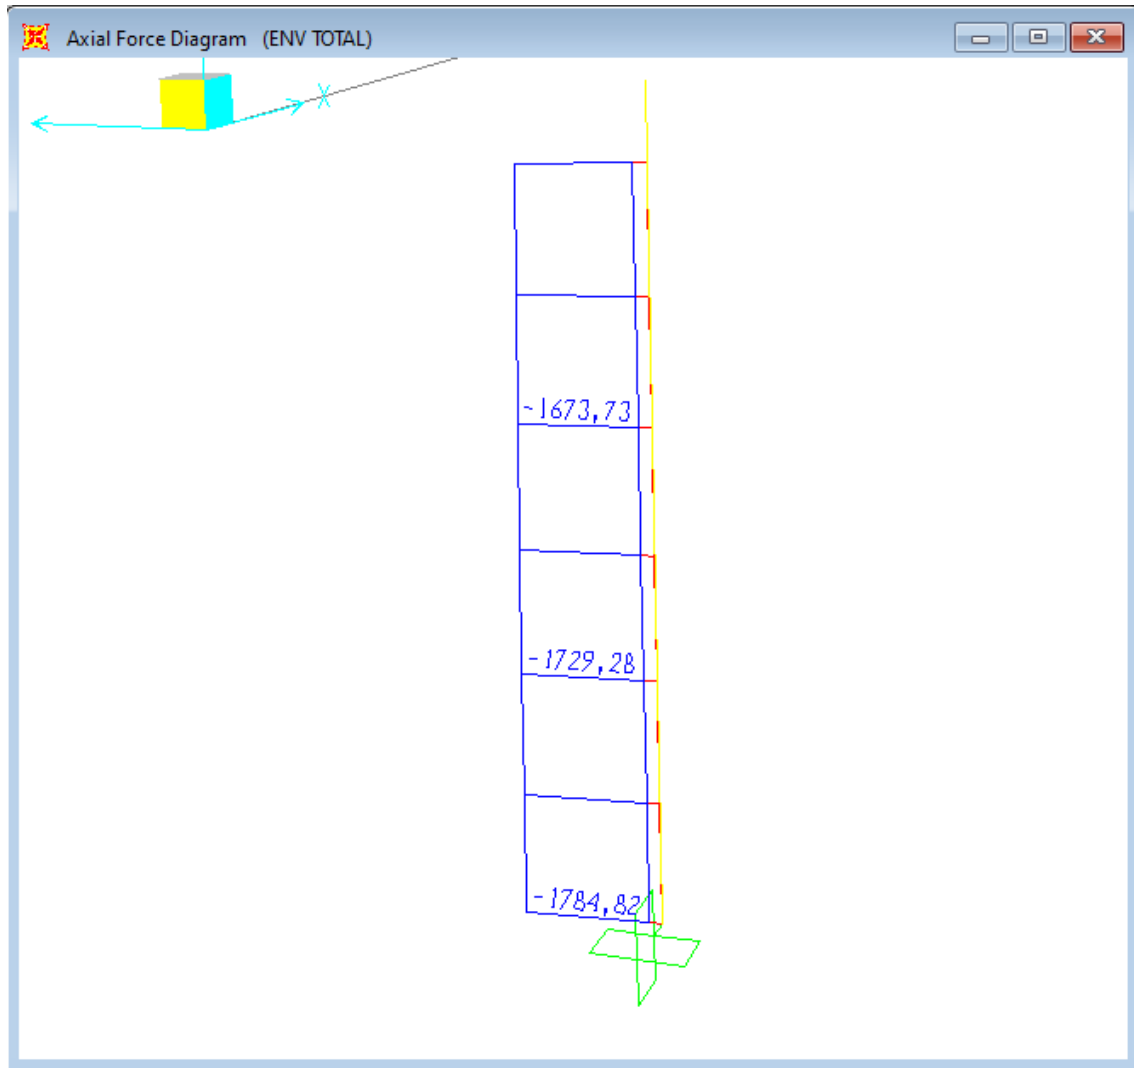 Axial Force Diagram (ENV TOTAL)
X
-1673,73
-1729,28
-1784,82